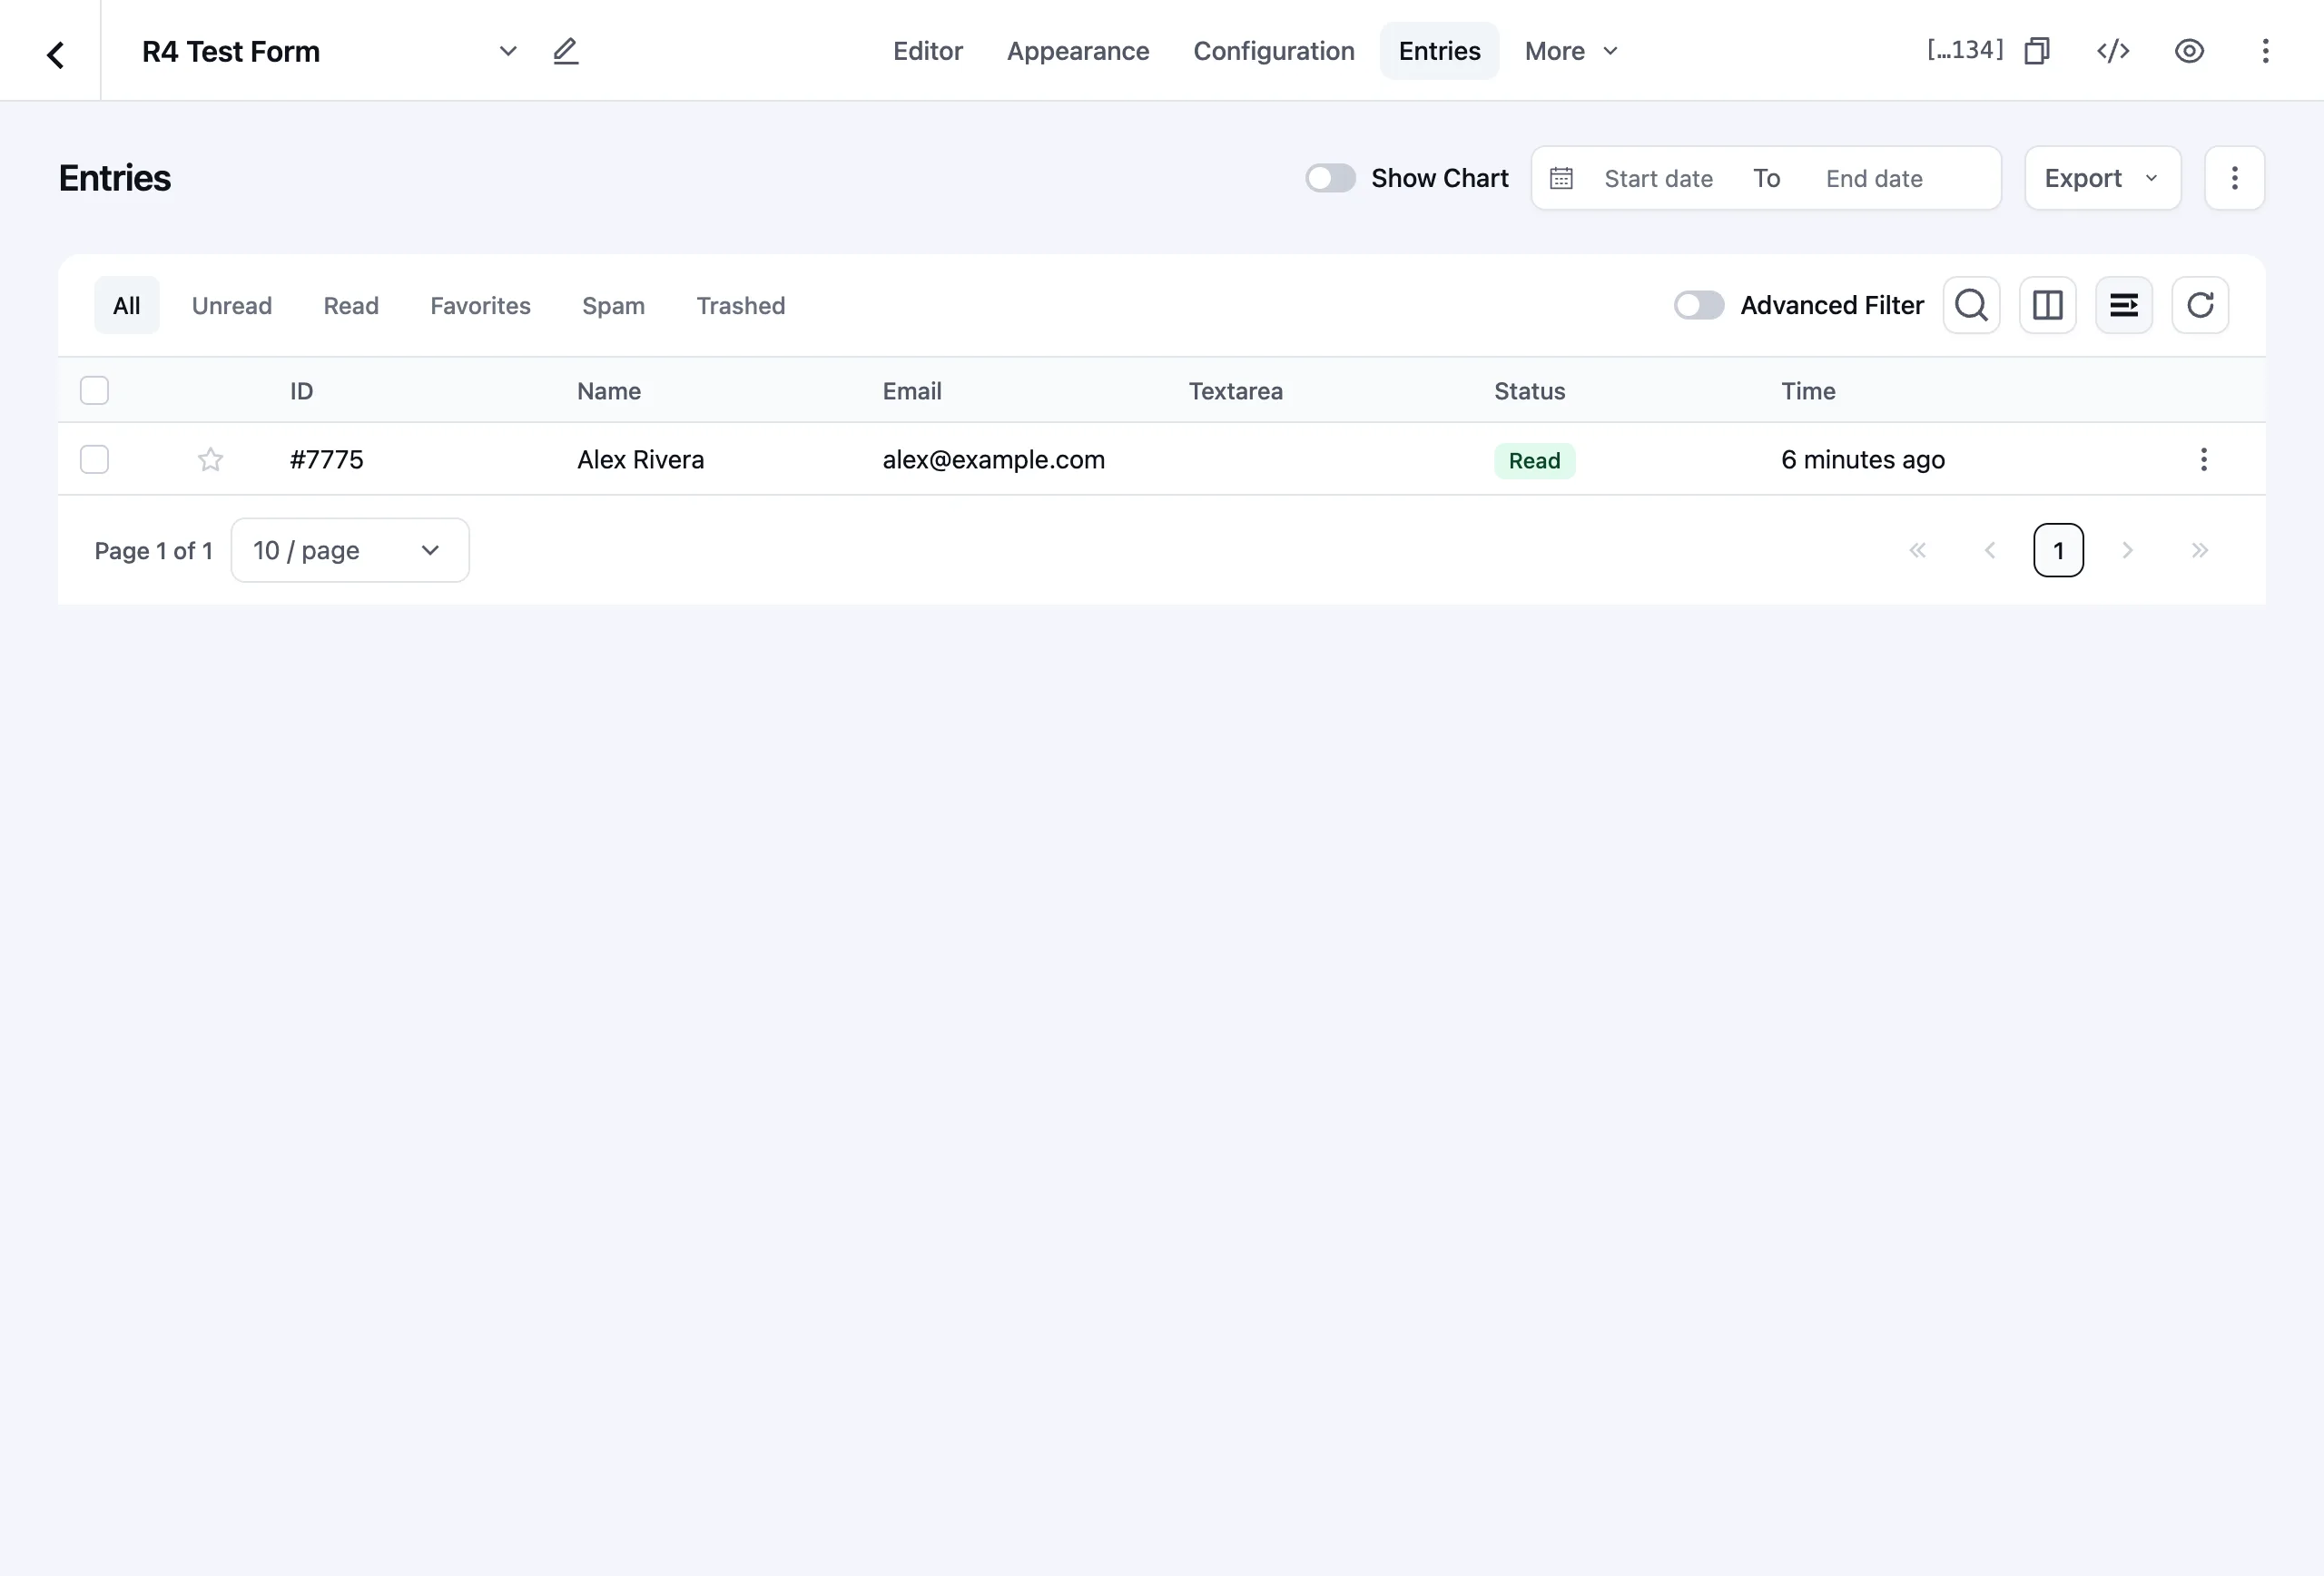 R4 Test Form
Editor Appearance Configuration Entries More
[…134]
Entries
Show Chart Start date To End date Export
All Unread Read Favorites Spam Trashed
Advanced Filter
ID Name Email Textarea Status Time
#7775 Alex Rivera alex@example.com Read 6 minutes ago
Page 1 of 1 10 / page 1